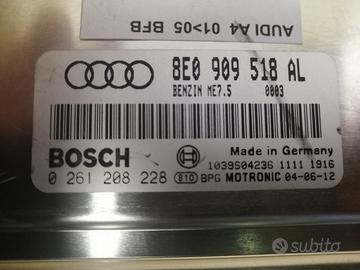 AUDI A4 01>05 BFB
8E0 909 518 AL
BENZIN ME7.5 0003
BOSCH
Made in Germany
1039S04236 1111 1916
0 261 208 228 S10 BPG MOTRONIC 04-06-12
subito